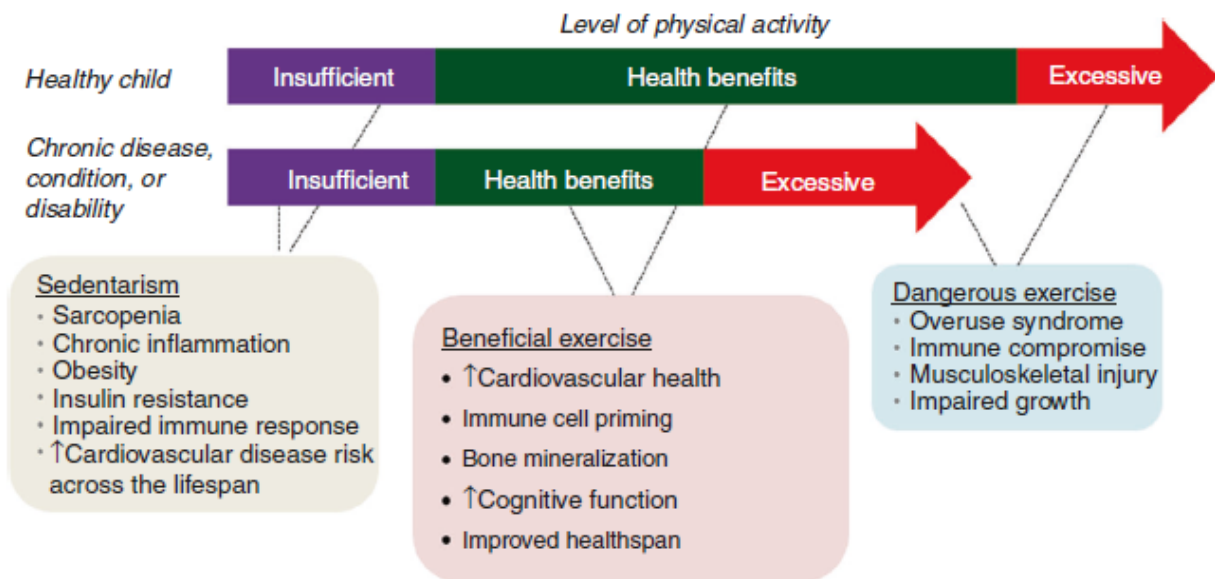 Level of physical activity
Healthy child
Insufficient
Health benefits
Excessive
Chronic disease,
condition, or
disability
Insufficient
Health benefits
Excessive
Sedentarism
· Sarcopenia
· Chronic inflammation
· Obesity
· Insulin resistance
· Impaired immune response
· ↑Cardiovascular disease risk
across the lifespan
Beneficial exercise
• ↑Cardiovascular health
• Immune cell priming
• Bone mineralization
• ↑Cognitive function
• Improved healthspan
Dangerous exercise
• Overuse syndrome
• Immune compromise
• Musculoskeletal injury
• Impaired growth